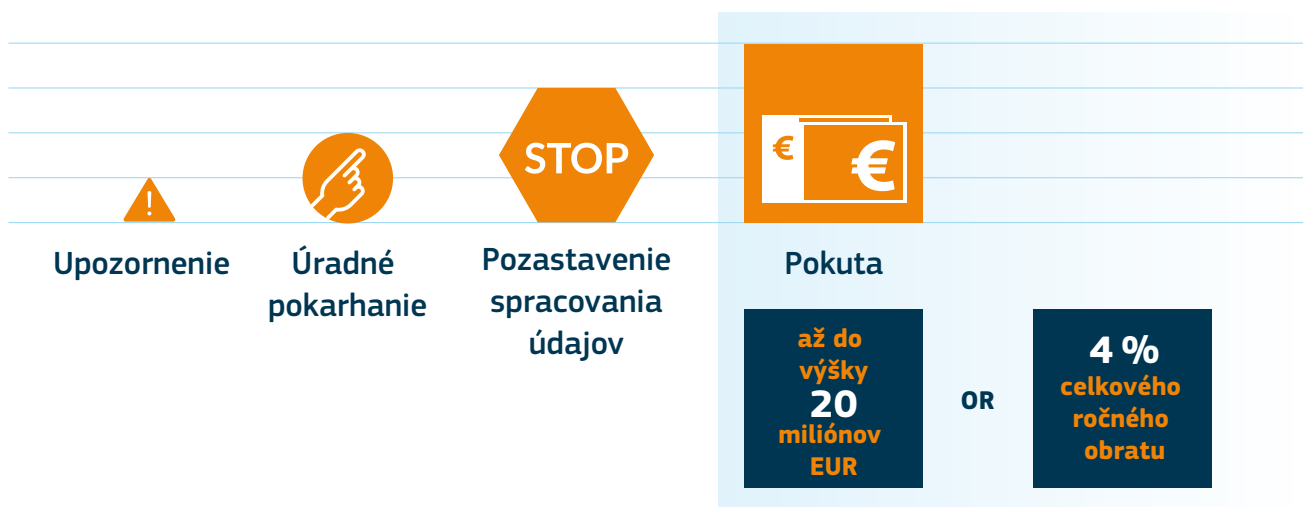 !
STOP
€
€
Upozornenie
Úradné
pokarhanie
Pozastavenie
spracovania
údajov
Pokuta
až do
výšky
20
miliónov
EUR
OR
4 %
celkového
ročného
obratu